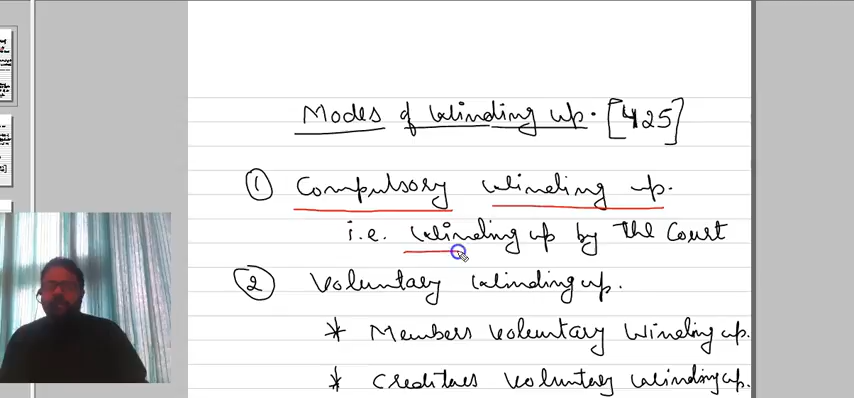 Modes of Winding up. [425]
① Compulsory Winding up.
i.e. Winding up by the Court
② Voluntary Winding up.
* Members Voluntary Winding up.
* Creditors Voluntary Winding up.